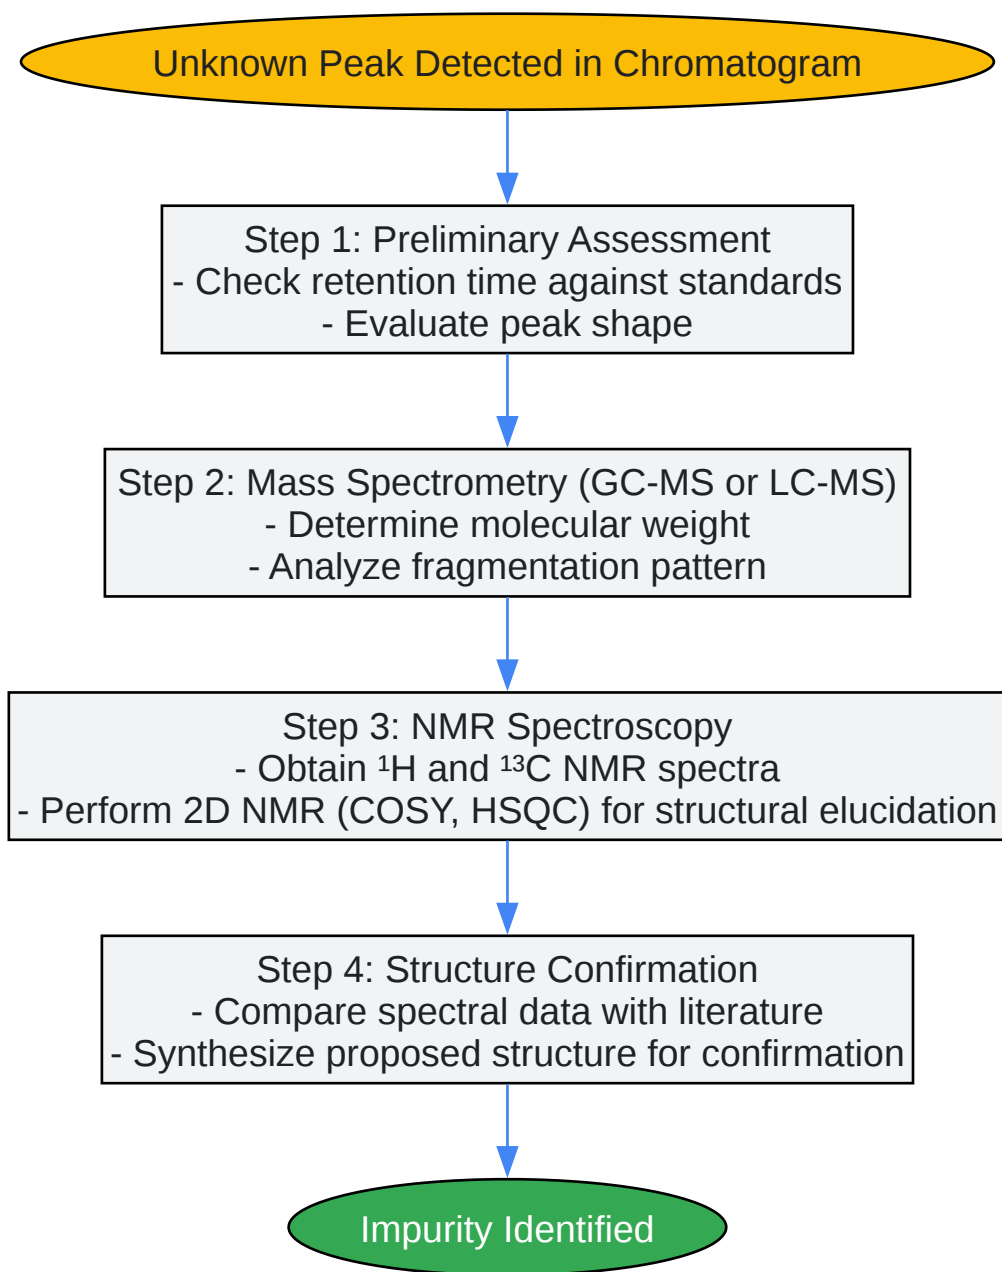 Unknown Peak Detected in Chromatogram
Step 1: Preliminary Assessment
- Check retention time against standards
- Evaluate peak shape
Step 2: Mass Spectrometry (GC-MS or LC-MS)
- Determine molecular weight
- Analyze fragmentation pattern
Step 3: NMR Spectroscopy
- Obtain ¹H and ¹³C NMR spectra
- Perform 2D NMR (COSY, HSQC) for structural elucidation
Step 4: Structure Confirmation
- Compare spectral data with literature
- Synthesize proposed structure for confirmation
Impurity Identified